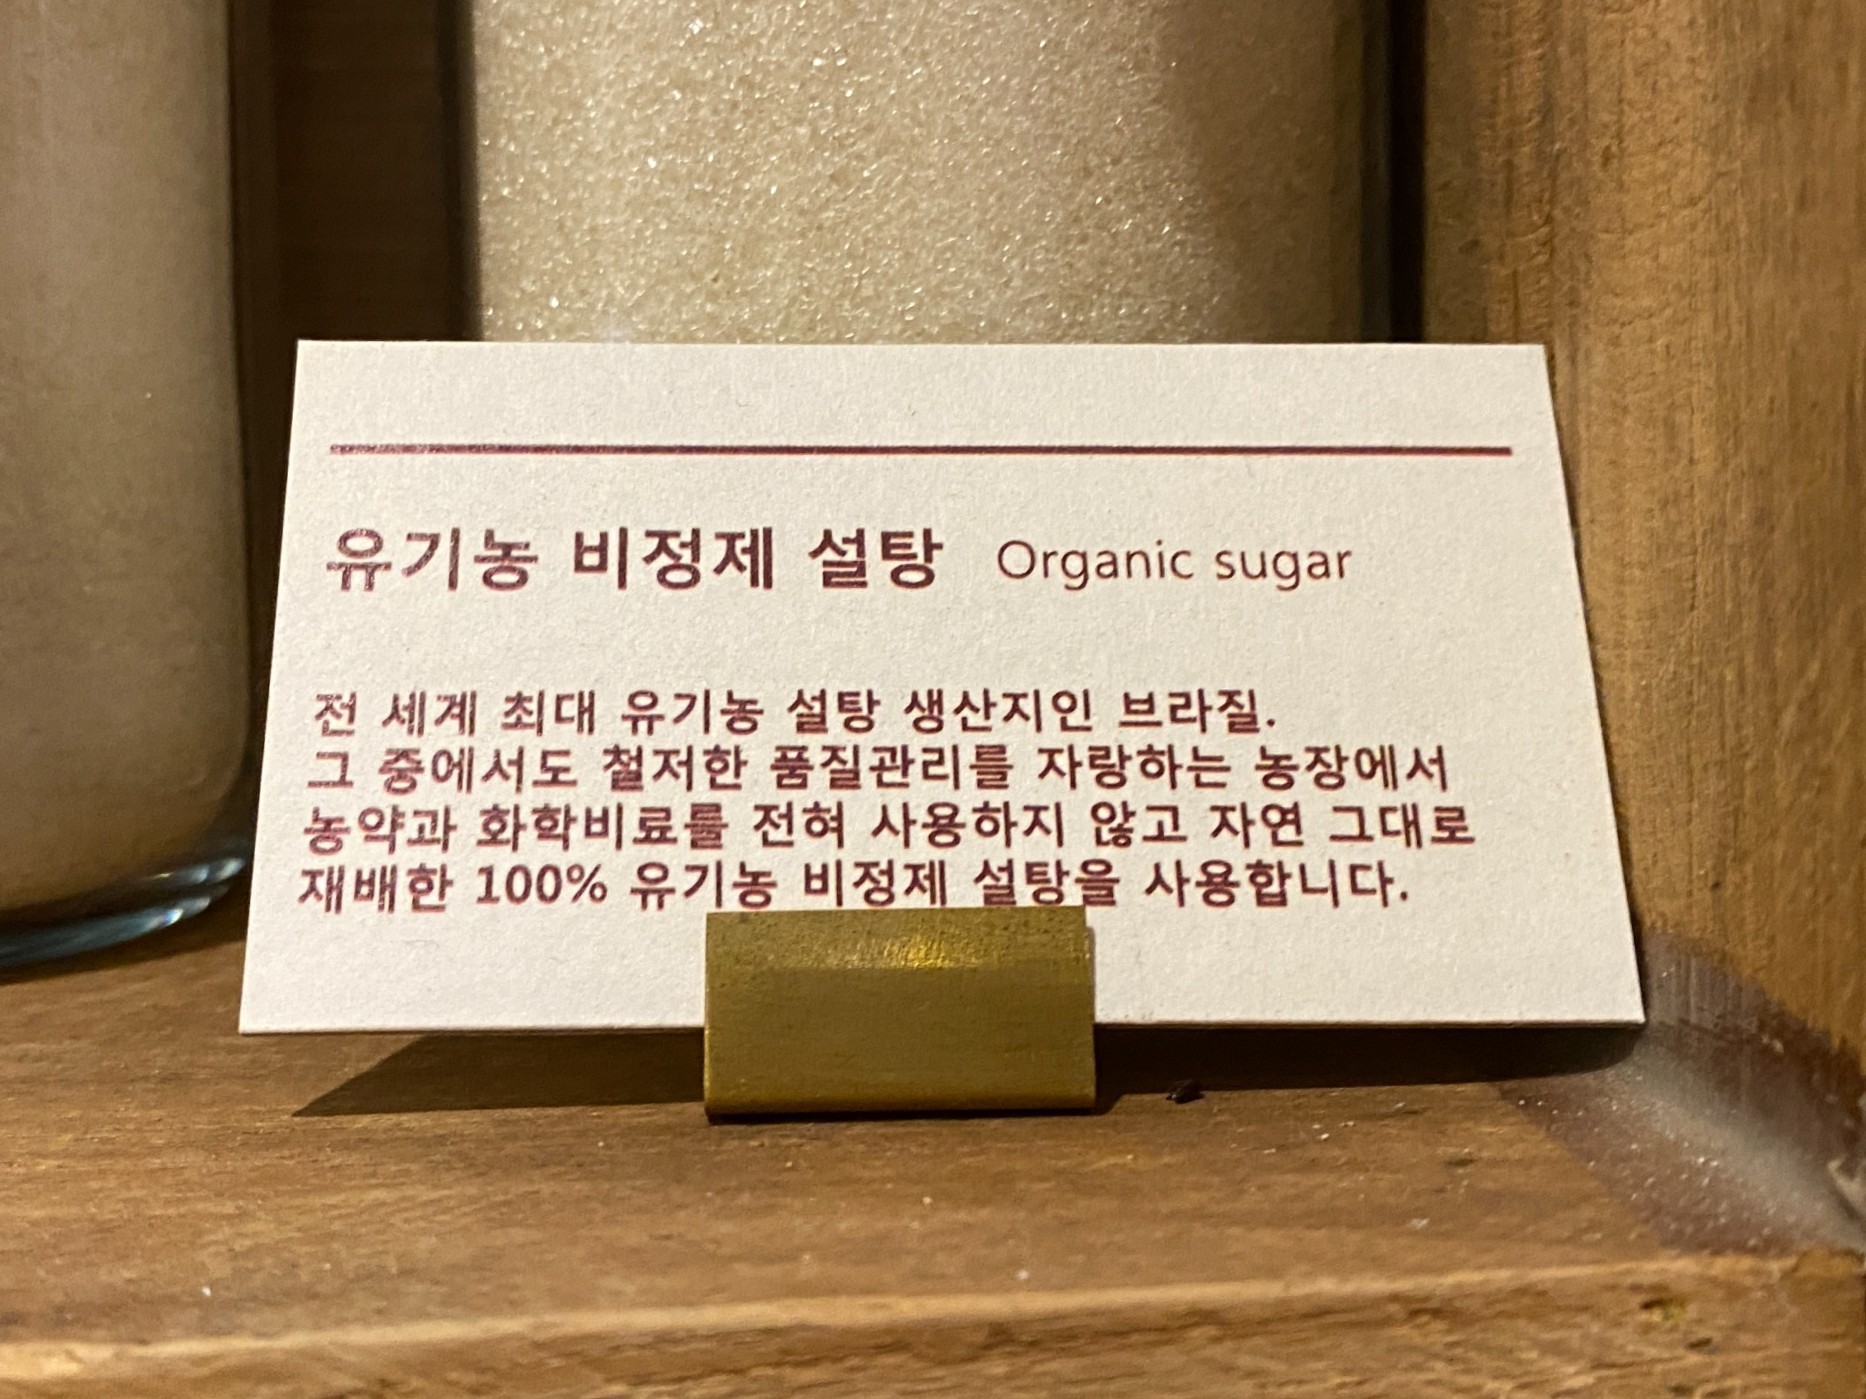 유기농 비정제 설탕 Organic sugar
전 세계 최대 유기농 설탕 생산지인 브라질.
그 중에서도 철저한 품질관리를 자랑하는 농장에서
농약과 화학비료를 전혀 사용하지 않고 자연 그대로
재배한 100% 유기농 비정제 설탕을 사용합니다.